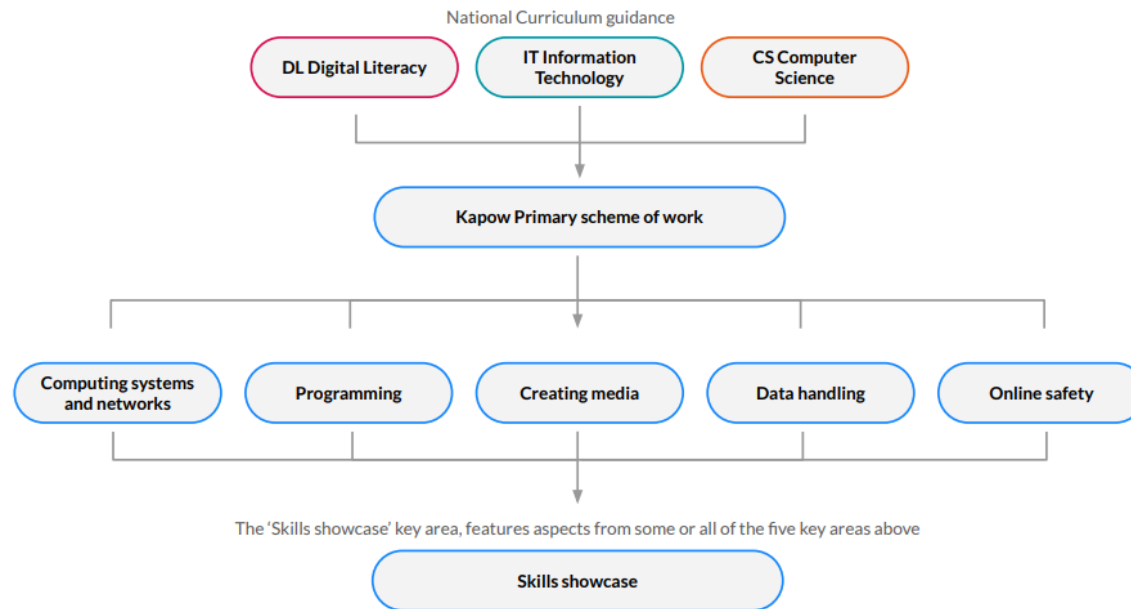 National Curriculum guidance
DL Digital Literacy
IT Information
Technology
CS Computer
Science
Kapow Primary scheme of work
Computing systems
and networks
Programming
Creating media
Data handling
Online safety
The ‘Skills showcase’ key area, features aspects from some or all of the five key areas above
Skills showcase